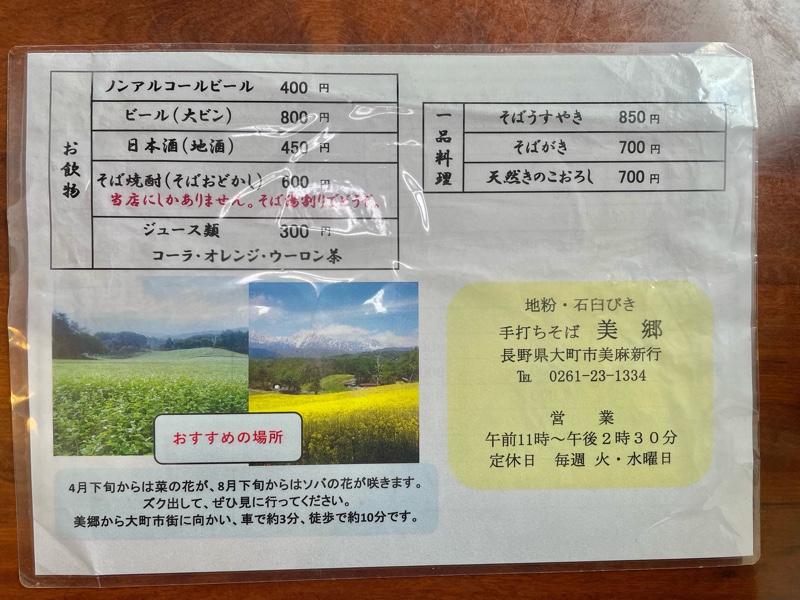 お飲物
ノンアルコールビール 400 円
ビール(大ビン) 800 円
日本酒(地酒) 450 円
そば焼酎(そばおどかし) 600 円
当店にしかありません。そば湯割りでどうぞ。
ジュース類 300 円
コーラ・オレンジ・ウーロン茶
一品料理
そばうすやき 850 円
そばがき 700 円
天然きのこおろし 700 円
おすすめの場所
4月下旬からは菜の花が、8月下旬からはソバの花が咲きます。
ズク出して、ぜひ見に行ってください。
美郷から大町市街に向かい、車で約3分、徒歩で約10分です。
地粉・石臼びき
手打ちそば 美 郷
長野県大町市美麻新行
℡ 0261-23-1334
営 業
午前11時~午後2時30分
定休日 毎週 火・水曜日